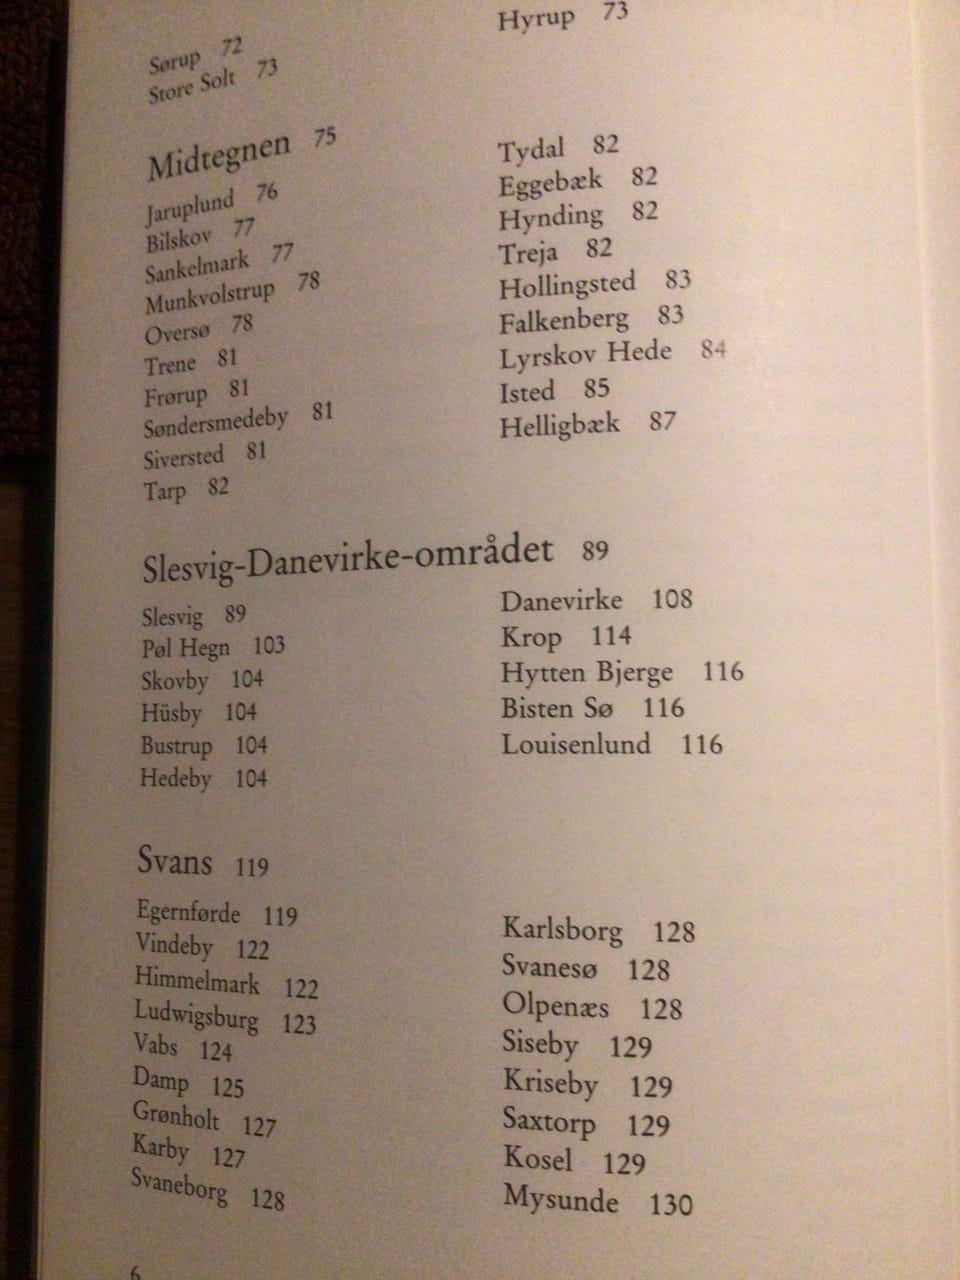 Sørup 72
Store Solt 73
Hyrup 73
Midtegnen 75
Jaruplund 76
Bilskov 77
Sankelmark 77
Munkvolstrup 78
Oversø 78
Trene 81
Frørup 81
Søndersmedeby 81
Siversted 81
Tarp 82
Tydal 82
Eggebæk 82
Hynding 82
Treja 82
Hollingsted 83
Falkenberg 83
Lyrskov Hede 84
Isted 85
Helligbæk 87
Slesvig-Danevirke-området 89
Slesvig 89
Pøl Hegn 103
Skovby 104
Hüsby 104
Bustrup 104
Hedeby 104
Danevirke 108
Krop 114
Hytten Bjerge 116
Bisten Sø 116
Louisenlund 116
Svans 119
Egernførde 119
Vindeby 122
Himmelmark 122
Ludwigsburg 123
Vabs 124
Damp 125
Grønholt 127
Karby 127
Svaneborg 128
Karlsborg 128
Svanesø 128
Olpenæs 128
Siseby 129
Kriseby 129
Saxtorp 129
Kosel 129
Mysunde 130
6